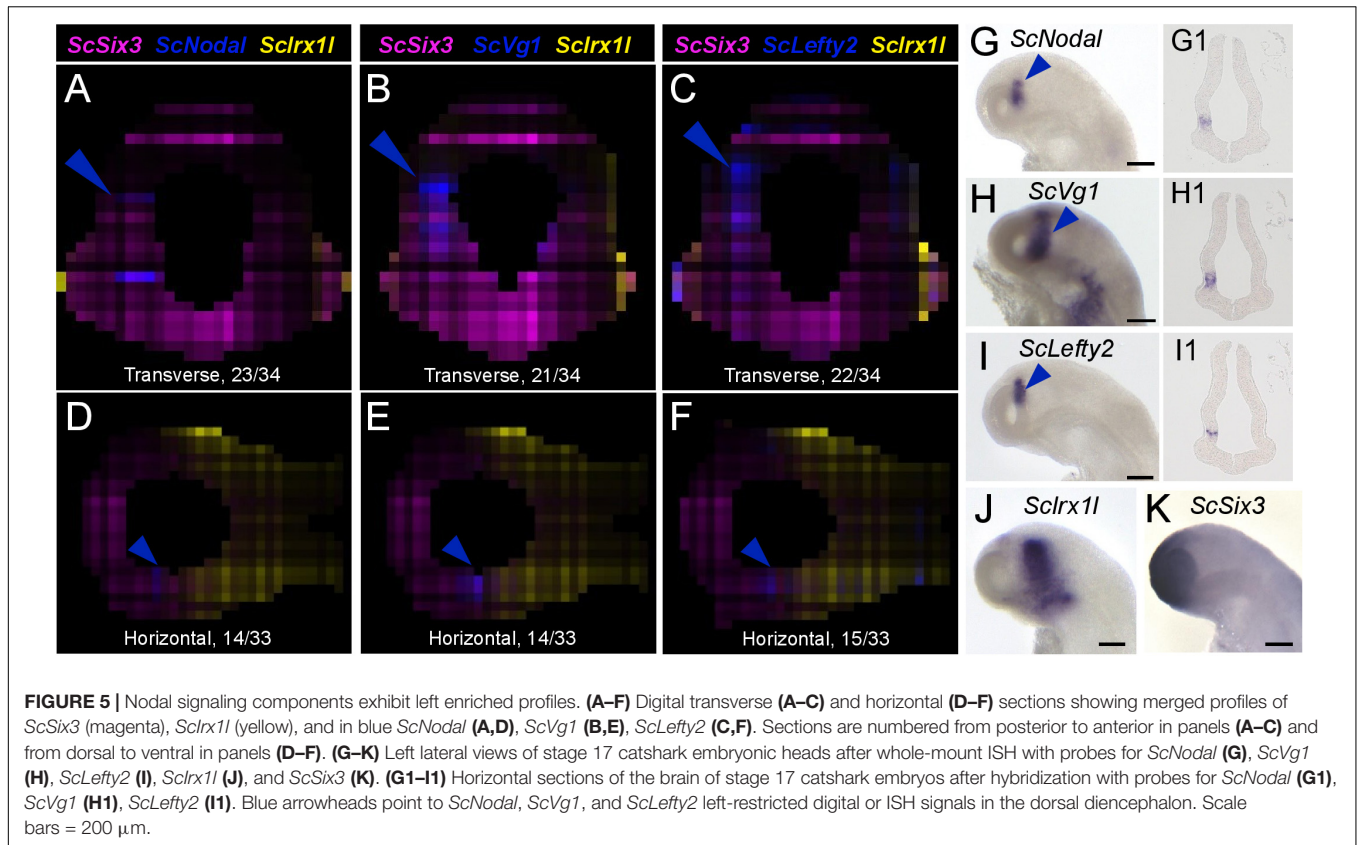 ScSix3 ScNodal ScIrx1l
ScSix3 ScVg1 ScIrx1l
ScSix3 ScLefty2 ScIrx1l
A
Transverse, 23/34
B
Transverse, 21/34
C
Transverse, 22/34
D
Horizontal, 14/33
E
Horizontal, 14/33
F
Horizontal, 15/33
G ScNodal
G1
H ScVg1
H1
I ScLefty2
I1
J ScIrx1l
K ScSix3
FIGURE 5 | Nodal signaling components exhibit left enriched profiles. (A–F) Digital transverse (A–C) and horizontal (D–F) sections showing merged profiles of
ScSix3 (magenta), ScIrx1l (yellow), and in blue ScNodal (A,D), ScVg1 (B,E), ScLefty2 (C,F). Sections are numbered from posterior to anterior in panels (A–C) and
from dorsal to ventral in panels (D–F). (G–K) Left lateral views of stage 17 catshark embryonic heads after whole-mount ISH with probes for ScNodal (G), ScVg1
(H), ScLefty2 (I), ScIrx1l (J), and ScSix3 (K). (G1–I1) Horizontal sections of the brain of stage 17 catshark embryos after hybridization with probes for ScNodal (G1),
ScVg1 (H1), ScLefty2 (I1). Blue arrowheads point to ScNodal, ScVg1, and ScLefty2 left-restricted digital or ISH signals in the dorsal diencephalon. Scale
bars = 200 μm.